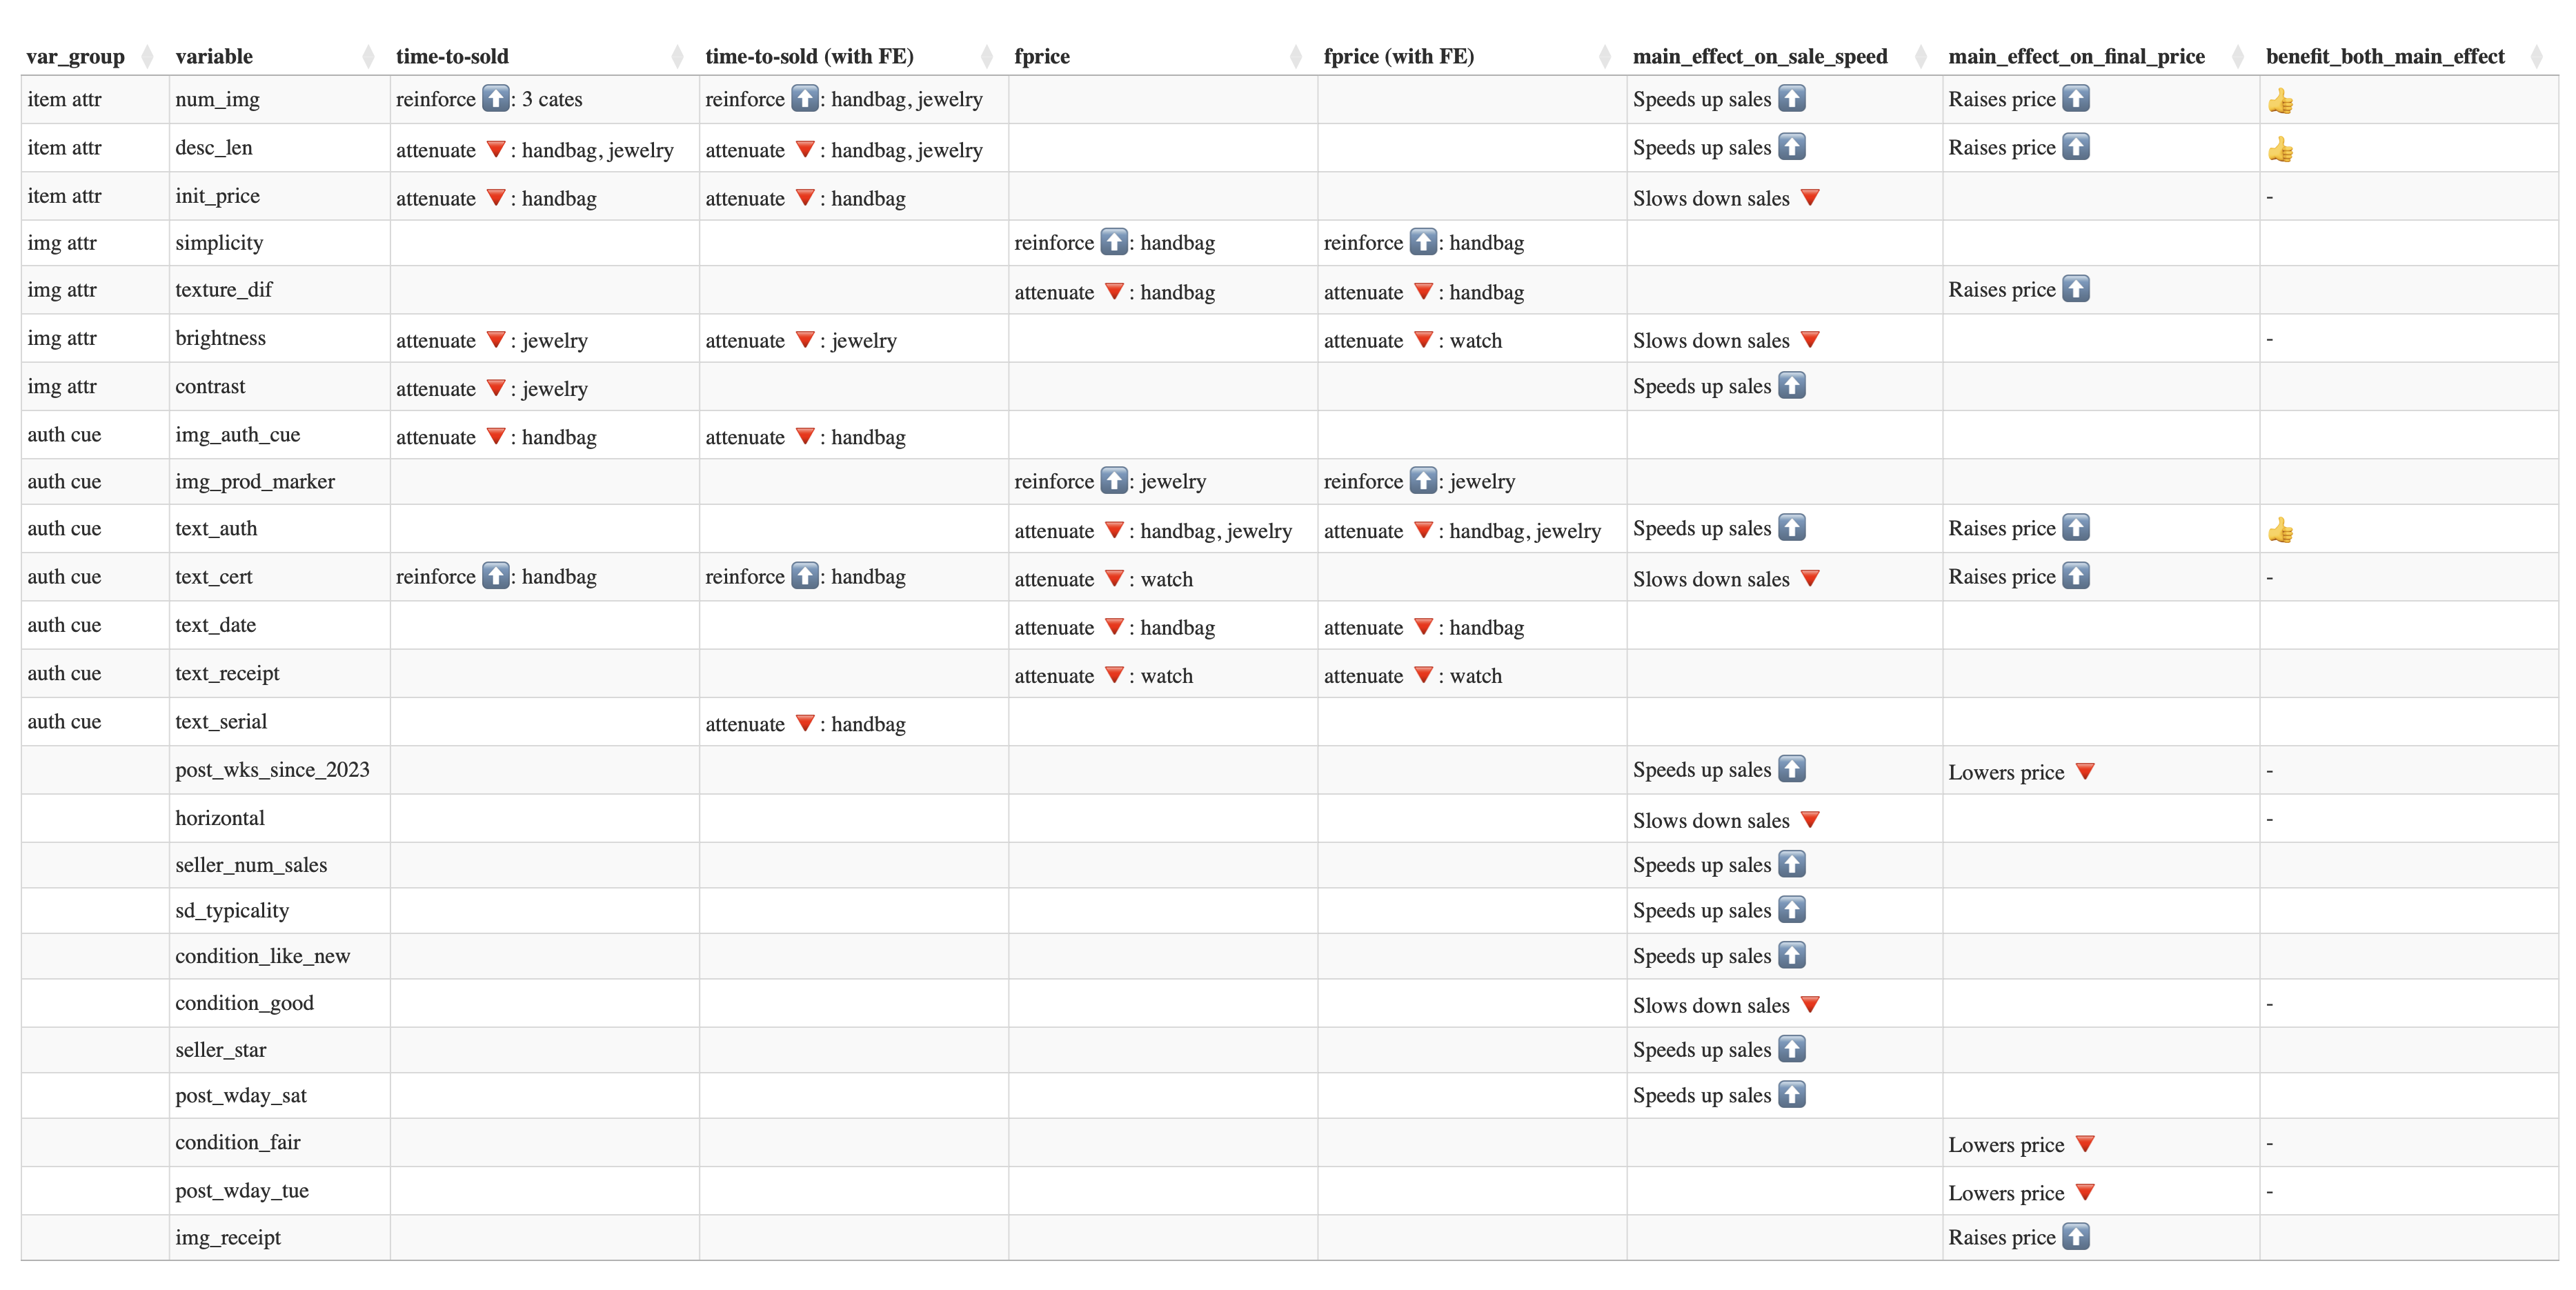 var_group variable time-to-sold time-to-sold (with FE) fprice fprice (with FE) main_effect_on_sale_speed main_effect_on_final_price benefit_both_main_effect
item attr num_img reinforce ⬆️: 3 cates reinforce ⬆️: handbag, jewelry Speeds up sales ⬆️ Raises price ⬆️ 👍
item attr desc_len attenuate 🔻: handbag, jewelry attenuate 🔻: handbag, jewelry Speeds up sales ⬆️ Raises price ⬆️ 👍
item attr init_price attenuate 🔻: handbag attenuate 🔻: handbag Slows down sales 🔻 -
img attr simplicity reinforce ⬆️: handbag reinforce ⬆️: handbag
img attr texture_dif attenuate 🔻: handbag attenuate 🔻: handbag Raises price ⬆️
img attr brightness attenuate 🔻: jewelry attenuate 🔻: jewelry attenuate 🔻: watch Slows down sales 🔻 -
img attr contrast attenuate 🔻: jewelry Speeds up sales ⬆️
auth cue img_auth_cue attenuate 🔻: handbag attenuate 🔻: handbag
auth cue img_prod_marker reinforce ⬆️: jewelry reinforce ⬆️: jewelry
auth cue text_auth attenuate 🔻: handbag, jewelry attenuate 🔻: handbag, jewelry Speeds up sales ⬆️ Raises price ⬆️ 👍
auth cue text_cert reinforce ⬆️: handbag reinforce ⬆️: handbag attenuate 🔻: watch Slows down sales 🔻 Raises price ⬆️ -
auth cue text_date attenuate 🔻: handbag attenuate 🔻: handbag
auth cue text_receipt attenuate 🔻: watch attenuate 🔻: watch
auth cue text_serial attenuate 🔻: handbag
post_wks_since_2023 Speeds up sales ⬆️ Lowers price 🔻 -
horizontal Slows down sales 🔻 -
seller_num_sales Speeds up sales ⬆️
sd_typicality Speeds up sales ⬆️
condition_like_new Speeds up sales ⬆️
condition_good Slows down sales 🔻 -
seller_star Speeds up sales ⬆️
post_wday_sat Speeds up sales ⬆️
condition_fair Lowers price 🔻 -
post_wday_tue Lowers price 🔻 -
img_receipt Raises price ⬆️